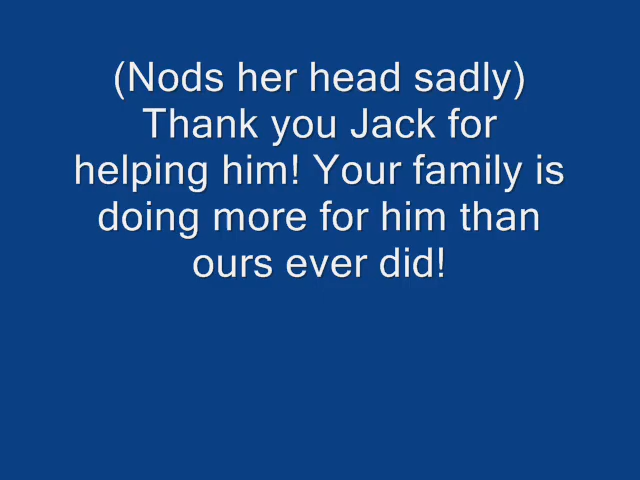 (Nods her head sadly)
Thank you Jack for
helping him! Your family is
doing more for him than
ours ever did!